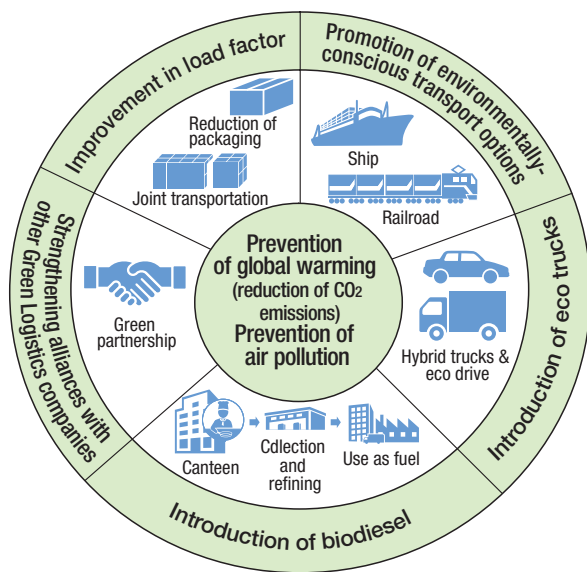 Improvement in load factor
Promotion of environmentally-
conscious transport options
Reduction of
packaging
Joint transportation
Ship
Railroad
Strengthening alliances with
other Green Logistics companies
Green
partnership
Prevention
of global warming
(reduction of CO2
emissions)
Prevention of
air pollution
Hybrid trucks &
eco drive
Introduction of eco trucks
Canteen
Cdllection
and
refining
Use as fuel
Introduction of biodiesel